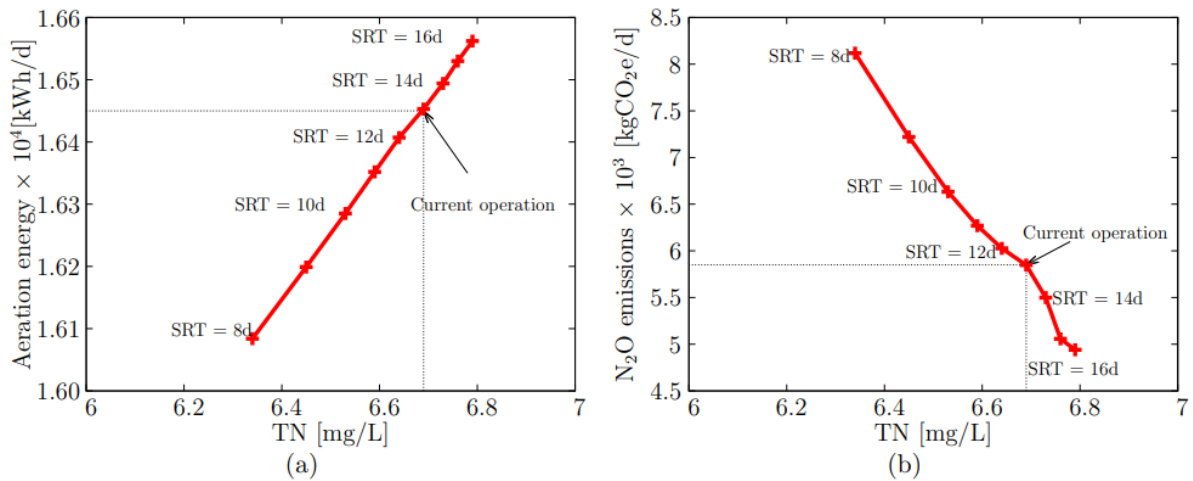 1.66
1.65
1.64
1.63
1.62
1.61
1.60
Aeration energy × 10⁴[kWh/d]
SRT = 16d
SRT = 14d
SRT = 12d
SRT = 10d
Current operation
SRT = 8d
6 6.2 6.4 6.6 6.8 7
TN [mg/L]
(a)
8.5
8
7.5
7
6.5
6
5.5
5
4.5
N₂O emissions × 10³ [kgCO₂e/d]
SRT = 8d
SRT = 10d
Current operation
SRT = 12d
SRT = 14d
SRT = 16d
6 6.2 6.4 6.6 6.8 7
TN [mg/L]
(b)